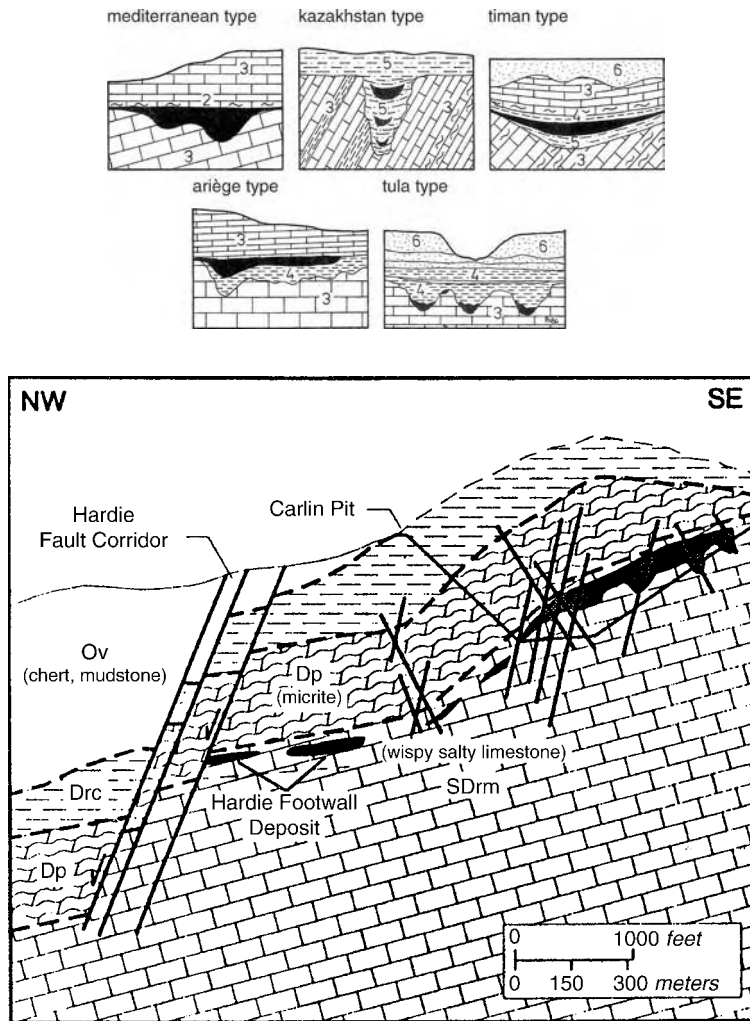 mediterranean type
kazakhstan type
timan type
3
2
3
5
3
5
3
6
3
4
5
3
ariège type
tula type
3
4
3
6
6
4
4
3
NW
SE
Hardie
Fault Corridor
Carlin Pit
Ov
(chert, mudstone)
Dp
(micrite)
(wispy salty limestone)
SDrm
Drc
Hardie Footwall
Deposit
Dp
0
1000 feet
0
150
300 meters